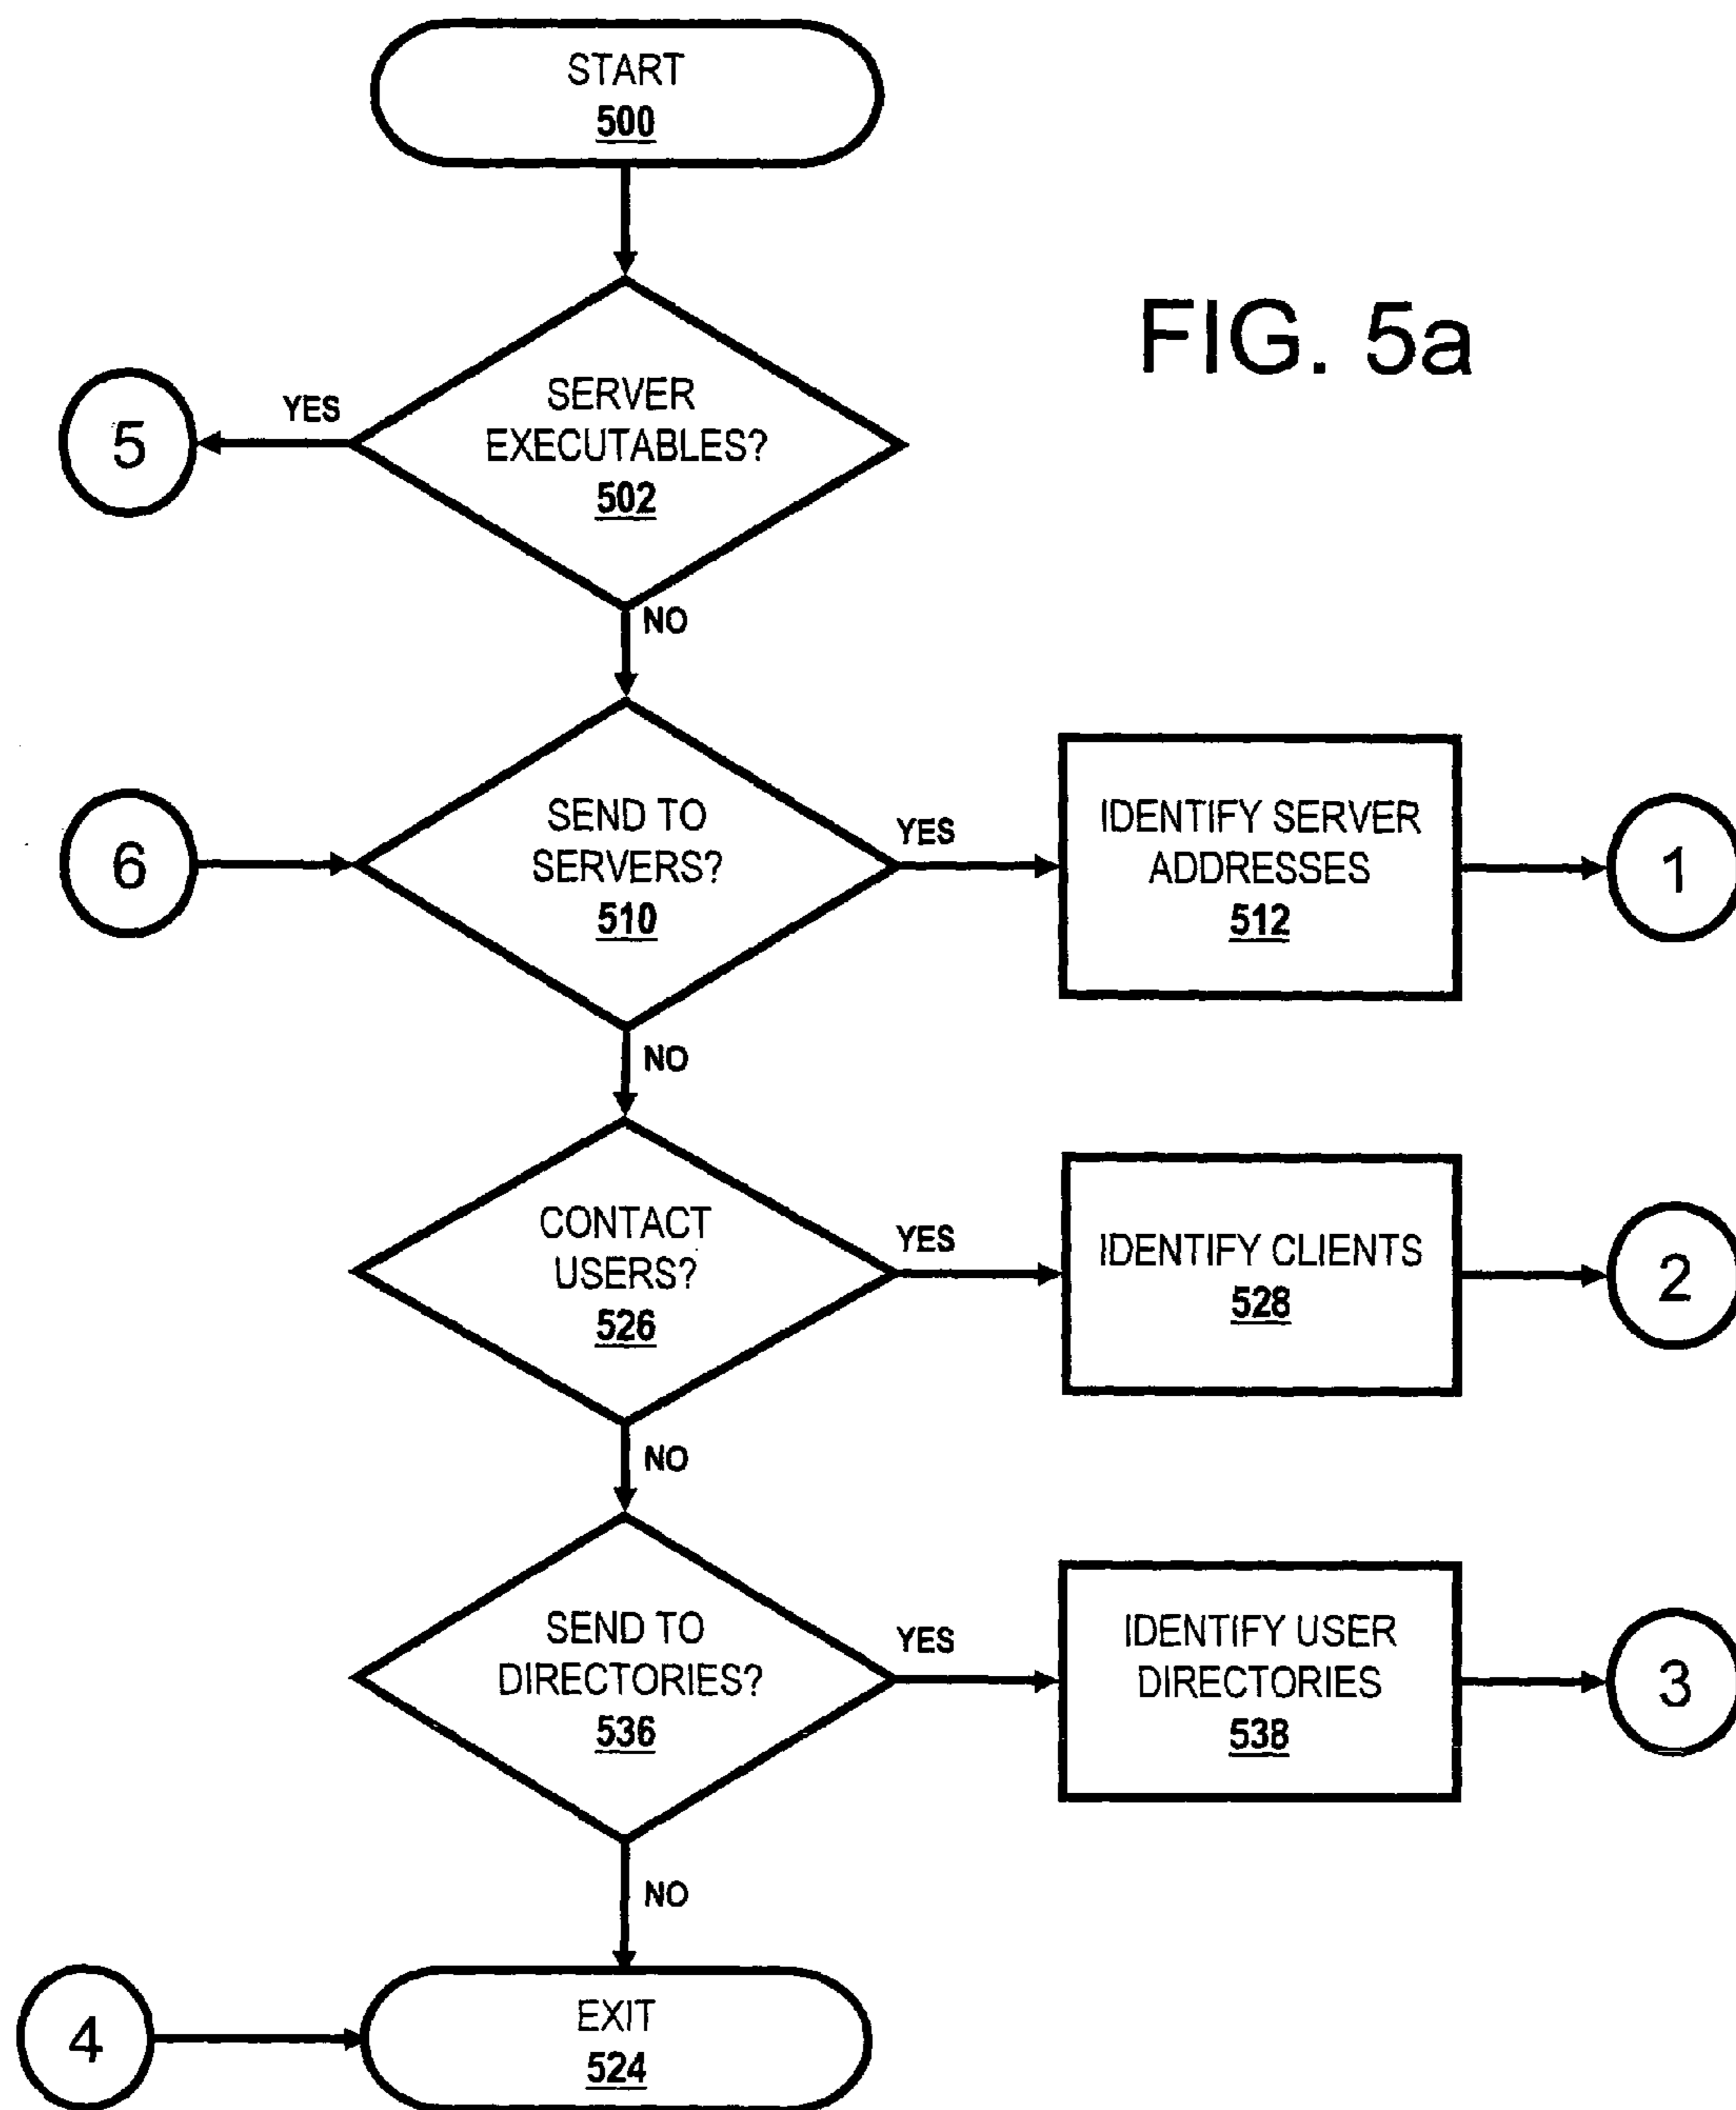 START
500
FIG. 5a
SERVER
EXECUTABLES?
502
YES
5
NO
6
SEND TO
SERVERS?
510
YES
IDENTIFY SERVER
ADDRESSES
512
1
NO
CONTACT
USERS?
526
YES
IDENTIFY CLIENTS
528
2
NO
SEND TO
DIRECTORIES?
536
YES
IDENTIFY USER
DIRECTORIES
538
3
NO
4
EXIT
524